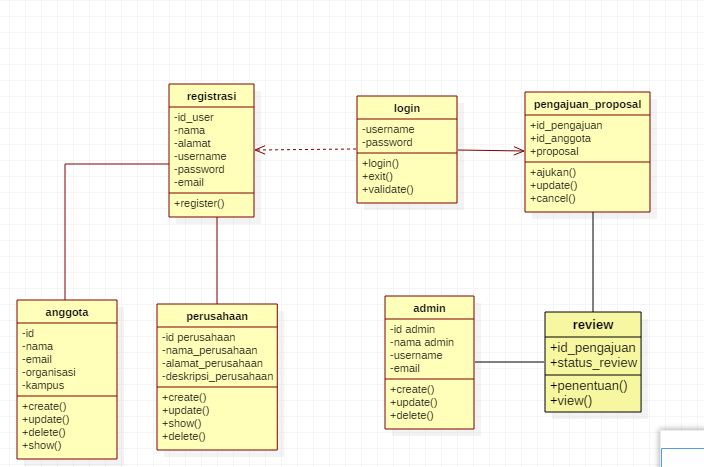 registrasi
-id_user
-nama
-alamat
-username
-password
-email
+register()
login
-username
-password
+login()
+exit()
+validate()
pengajuan_proposal
+id_pengajuan
+id_anggota
+proposal
+ajukan()
+update()
+cancel()
anggota
-id
-nama
-email
-organisasi
-kampus
+create()
+update()
+delete()
+show()
perusahaan
-id perusahaan
-nama_perusahaan
-alamat_perusahaan
-deskripsi_perusahaan
+create()
+update()
+show()
+delete()
admin
-id admin
-nama admin
-username
-email
+create()
+update()
+delete()
review
+id_pengajuan
+status_review
+penentuan()
+view()